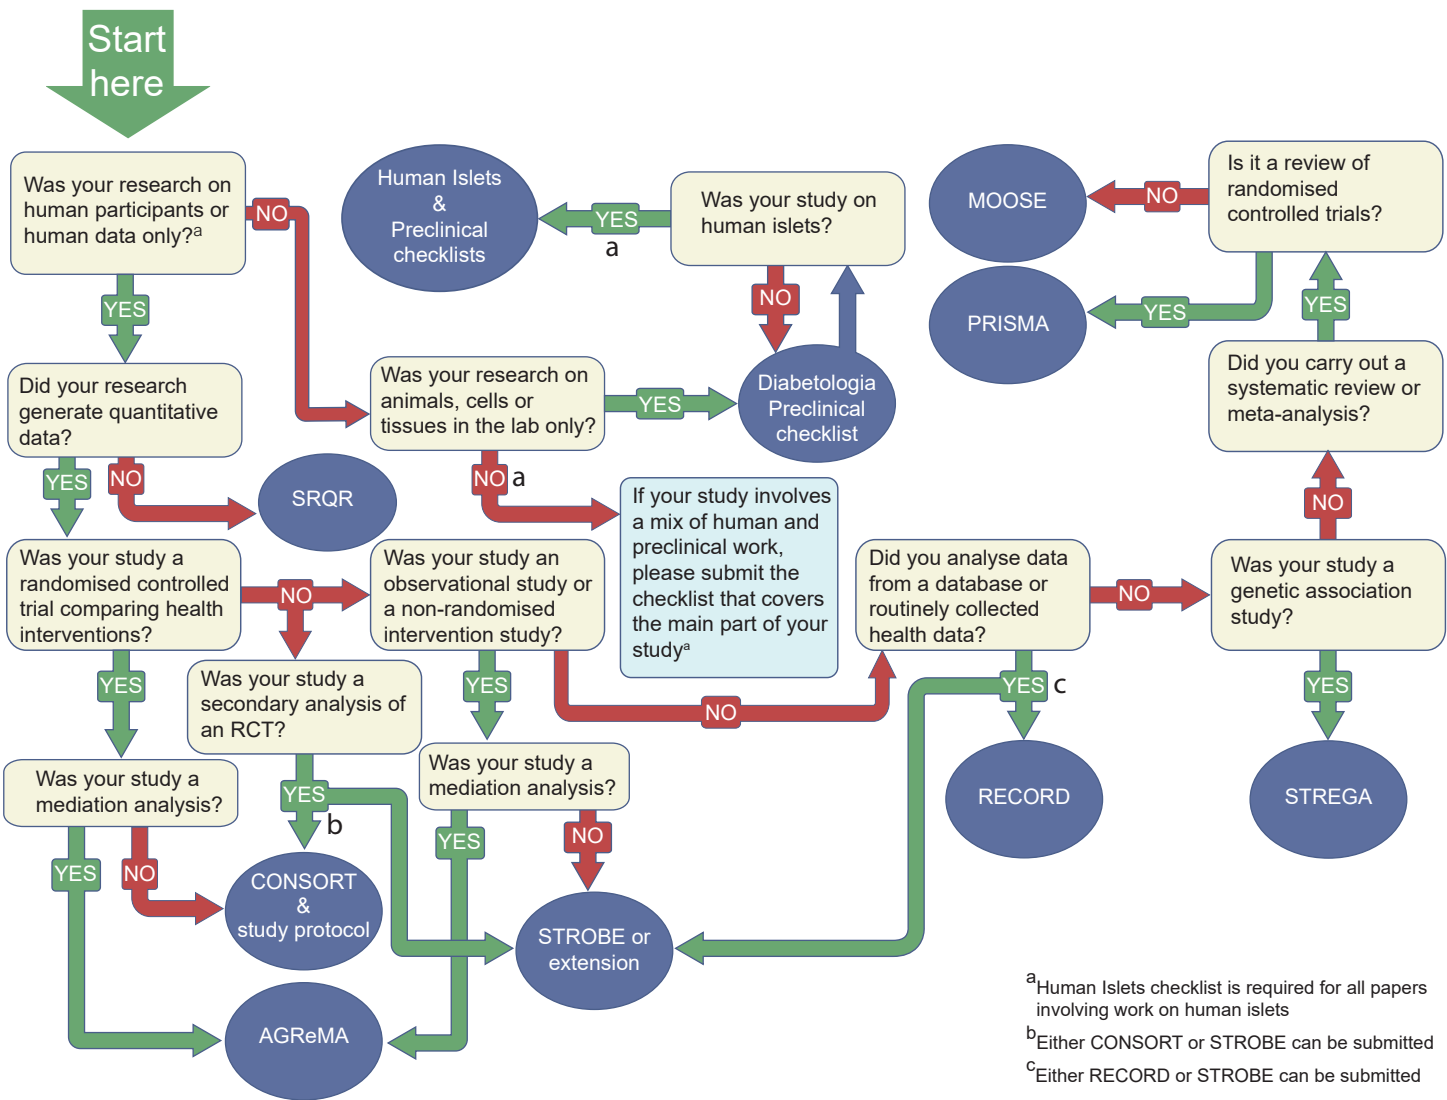 Start
here
Was your research on
human participants or
human data only?a
NO
YES
Human Islets
&
Preclinical
checklists
YES
a
Was your study on
human islets?
NO
MOOSE
NO
Is it a review of
randomised
controlled trials?
YES
PRISMA
YES
Did you carry out a
systematic review or
meta-analysis?
Did your research
generate quantitative
data?
YES
NO
SRQR
Was your research on
animals, cells or
tissues in the lab only?
YES
Diabetologia
Preclinical
checklist
NO
a
If your study involves
a mix of human and
preclinical work,
please submit the
checklist that covers
the main part of your
studya
NO
Was your study a
randomised controlled
trial comparing health
interventions?
NO
YES
Was your study an
observational study or
a non-randomised
intervention study?
YES
NO
Did you analyse data
from a database or
routinely collected
health data?
NO
YES
c
Was your study a
genetic association
study?
YES
Was your study a
secondary analysis of
an RCT?
YES
b
Was your study a
mediation analysis?
YES
NO
Was your study a
mediation analysis?
YES
NO
RECORD
STREGA
CONSORT
&
study protocol
STROBE or
extension
AGReMA
aHuman Islets checklist is required for all papers
involving work on human islets
bEither CONSORT or STROBE can be submitted
cEither RECORD or STROBE can be submitted